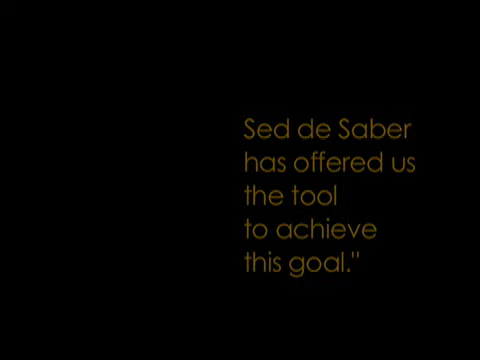 Sed de Saber
has offered us
the tool
to achieve
this goal."